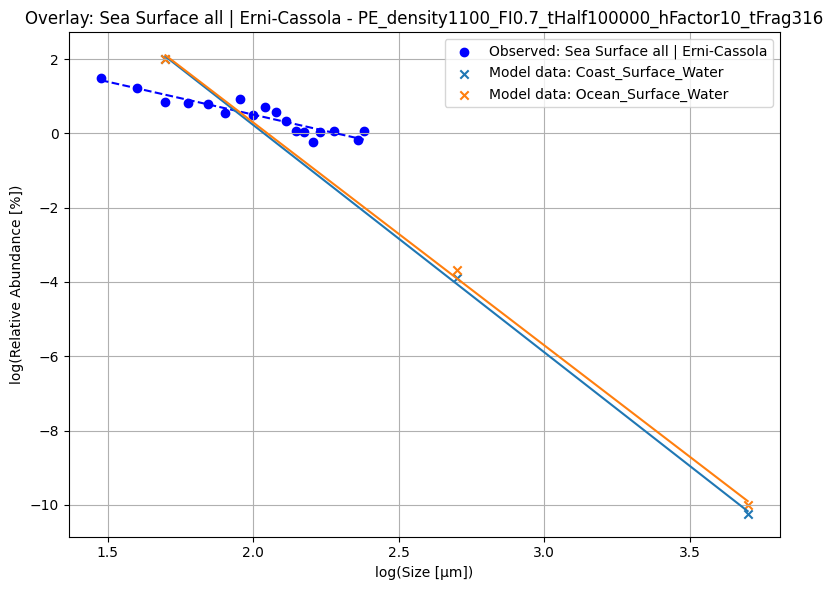 Overlay: Sea Surface all | Erni-Cassola - PE_density1100_FI0.7_tHalf100000_hFactor10_tFrag316
Observed: Sea Surface all | Erni-Cassola
Model data: Coast_Surface_Water
Model data: Ocean_Surface_Water
log(Relative Abundance [%])
2
0
−2
−4
−6
−8
−10
1.5
2.0
2.5
3.0
3.5
log(Size [µm])